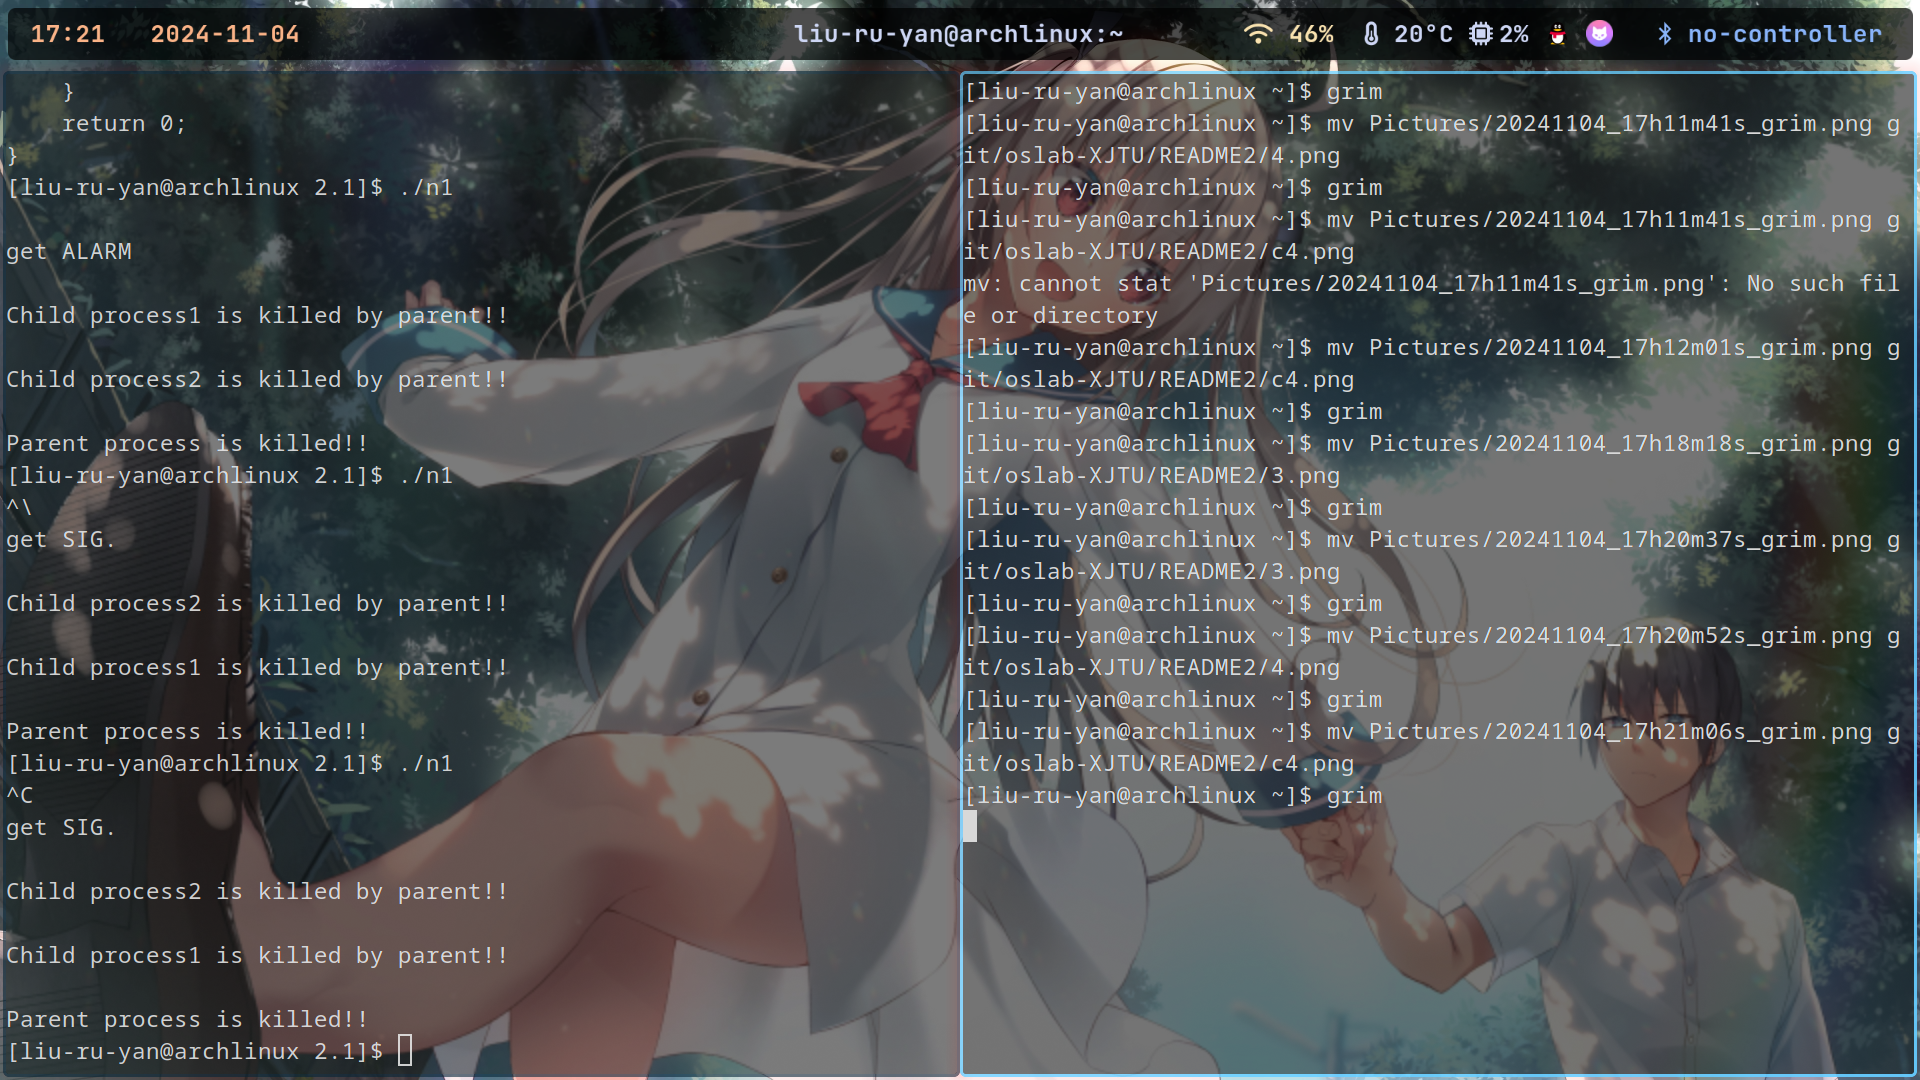 17:21 2024-11-04 liu-ru-yan@archlinux:~ 46% 20°C 2% no-controller
    }
    return 0;
}
[liu-ru-yan@archlinux 2.1]$ ./n1
get ALARM
Child process1 is killed by parent!!
Child process2 is killed by parent!!
Parent process is killed!!
[liu-ru-yan@archlinux 2.1]$ ./n1
^\
get SIG.
Child process2 is killed by parent!!
Child process1 is killed by parent!!
Parent process is killed!!
[liu-ru-yan@archlinux 2.1]$ ./n1
^C
get SIG.
Child process2 is killed by parent!!
Child process1 is killed by parent!!
Parent process is killed!!
[liu-ru-yan@archlinux 2.1]$
[liu-ru-yan@archlinux ~]$ grim
[liu-ru-yan@archlinux ~]$ mv Pictures/20241104_17h11m41s_grim.png g
it/oslab-XJTU/README2/4.png
[liu-ru-yan@archlinux ~]$ grim
[liu-ru-yan@archlinux ~]$ mv Pictures/20241104_17h11m41s_grim.png g
it/oslab-XJTU/README2/c4.png
mv: cannot stat 'Pictures/20241104_17h11m41s_grim.png': No such fil
e or directory
[liu-ru-yan@archlinux ~]$ mv Pictures/20241104_17h12m01s_grim.png g
it/oslab-XJTU/README2/c4.png
[liu-ru-yan@archlinux ~]$ grim
[liu-ru-yan@archlinux ~]$ mv Pictures/20241104_17h18m18s_grim.png g
it/oslab-XJTU/README2/3.png
[liu-ru-yan@archlinux ~]$ grim
[liu-ru-yan@archlinux ~]$ mv Pictures/20241104_17h20m37s_grim.png g
it/oslab-XJTU/README2/3.png
[liu-ru-yan@archlinux ~]$ grim
[liu-ru-yan@archlinux ~]$ mv Pictures/20241104_17h20m52s_grim.png g
it/oslab-XJTU/README2/4.png
[liu-ru-yan@archlinux ~]$ grim
[liu-ru-yan@archlinux ~]$ mv Pictures/20241104_17h21m06s_grim.png g
it/oslab-XJTU/README2/c4.png
[liu-ru-yan@archlinux ~]$ grim